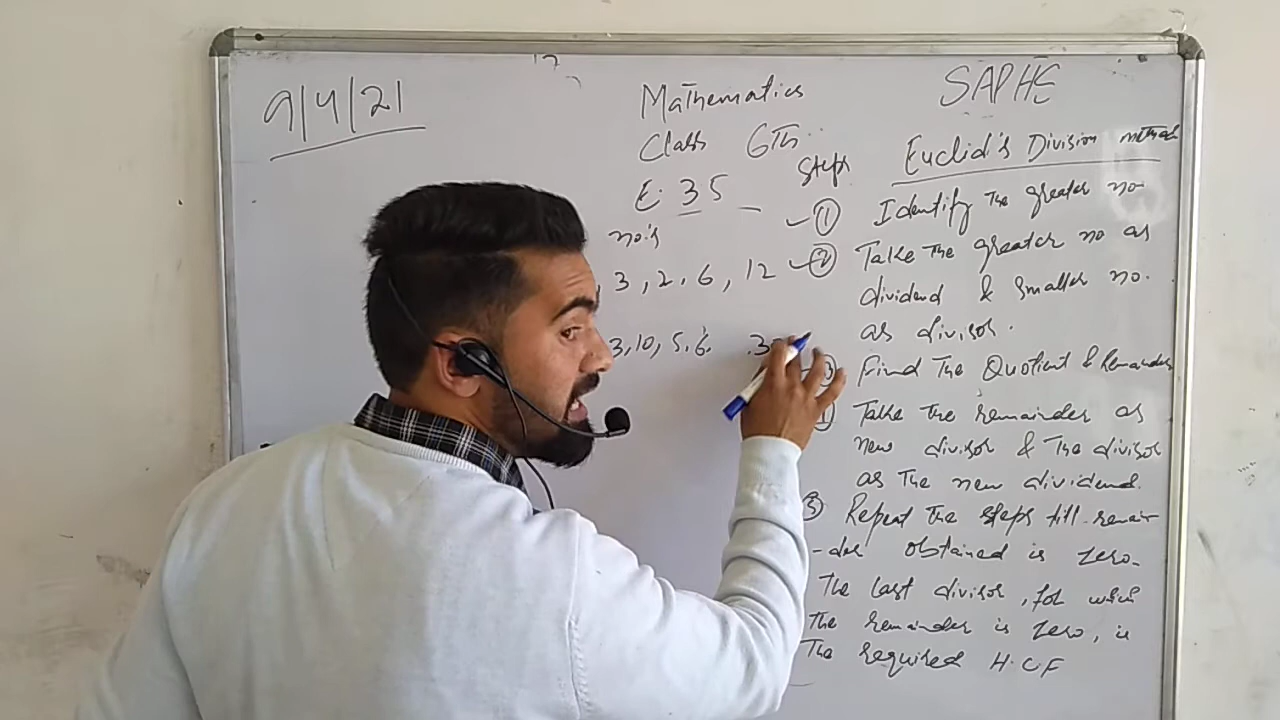 9/4/21
Mathematics
Class 6Th
E. 35
no's
3, 2, 6, 12
3, 10, 5, 6.
SAPHE
Steps
Euclid's Division method
① Identify The greater no
② Take The greater no as
dividend & smaller no.
as divisor.
Find The Quotient & Remainder
Take The remainder as
new divisor & The divisor
as The new dividend.
Repeat The steps till remain-
-der obtained is zero.
The last divisor, for which
The remainder is zero, is
The required H.C.F